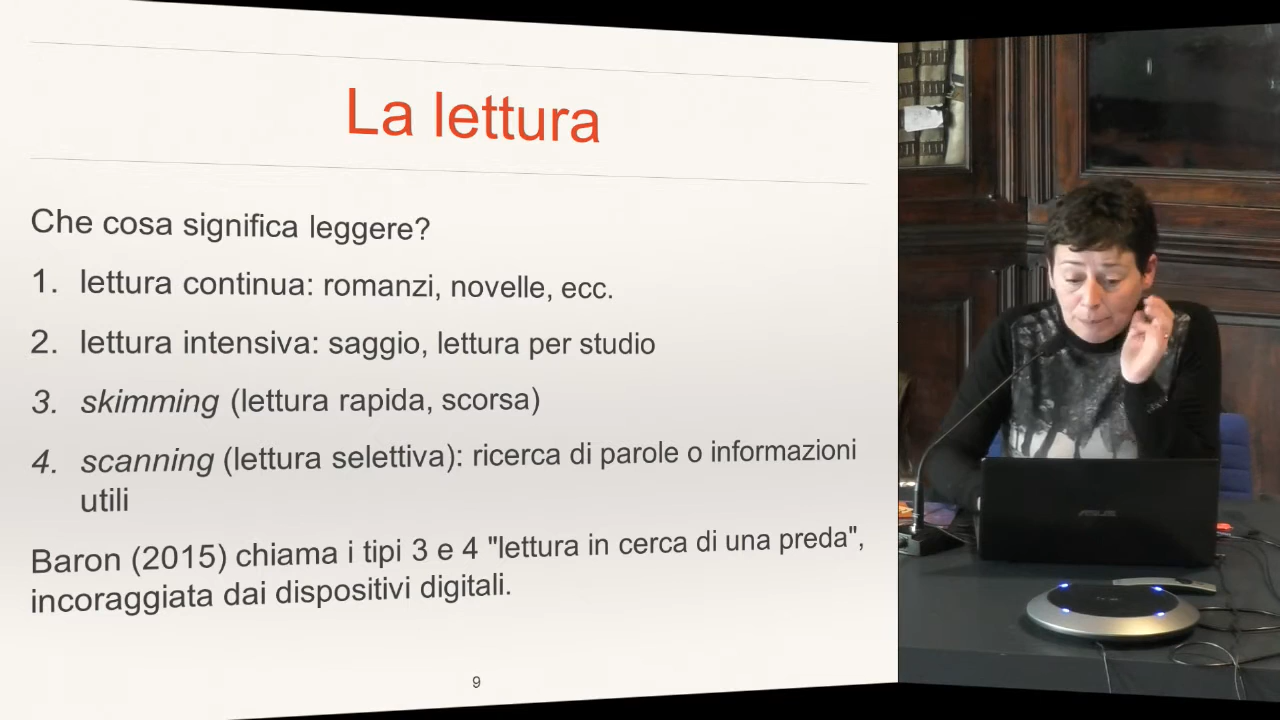 La lettura
Che cosa significa leggere?
1. lettura continua: romanzi, novelle, ecc.
2. lettura intensiva: saggio, lettura per studio
3. skimming (lettura rapida, scorsa)
4. scanning (lettura selettiva): ricerca di parole o informazioni
utili
Baron (2015) chiama i tipi 3 e 4 "lettura in cerca di una preda",
incoraggiata dai dispositivi digitali.
9
ASUS